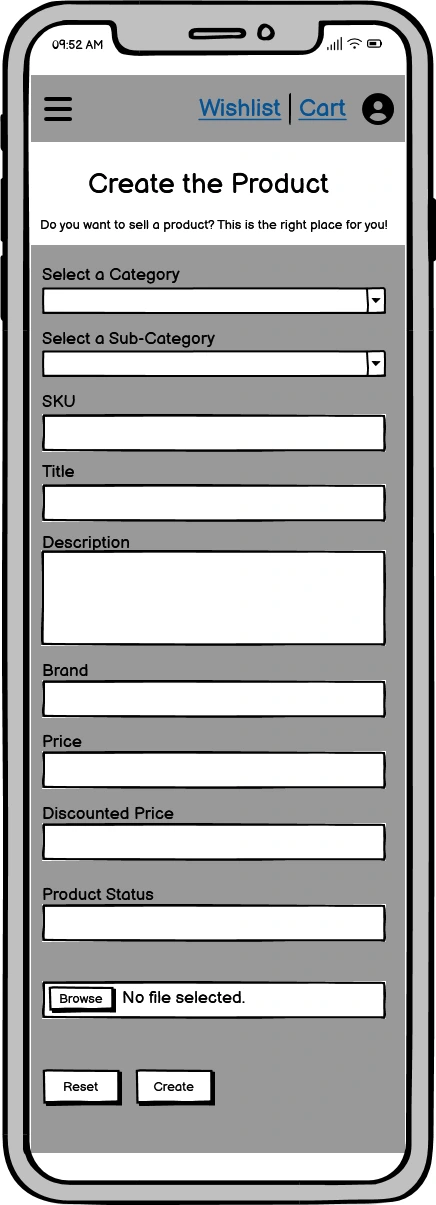 09:52 AM
Wishlist | Cart
Create the Product
Do you want to sell a product? This is the right place for you!
Select a Category
Select a Sub-Category
SKU
Title
Description
Brand
Price
Discounted Price
Product Status
Browse No file selected.
Reset Create